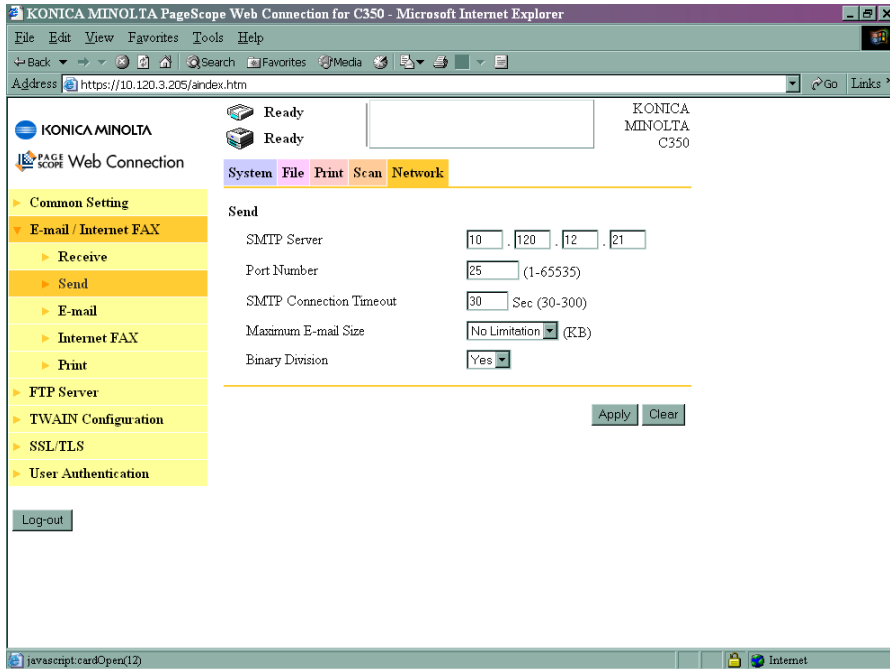 KONICA MINOLTA PageScope Web Connection for C350 - Microsoft Internet Explorer
File Edit View Favorites Tools Help
Back Search Favorites Media
Address https://10.120.3.205/aindex.htm Go Links
KONICA MINOLTA
PAGE SCOPE Web Connection
Ready
Ready
KONICA
MINOLTA
C350
System File Print Scan Network
Common Setting
E-mail / Internet FAX
Receive
Send
E-mail
Internet FAX
Print
FTP Server
TWAIN Configuration
SSL/TLS
User Authentication
Log-out
Send
SMTP Server 10 . 120 . 12 . 21
Port Number 25 (1-65535)
SMTP Connection Timeout 30 Sec (30-300)
Maximum E-mail Size No Limitation (KB)
Binary Division Yes
Apply Clear
javascript:cardOpen(12) Internet